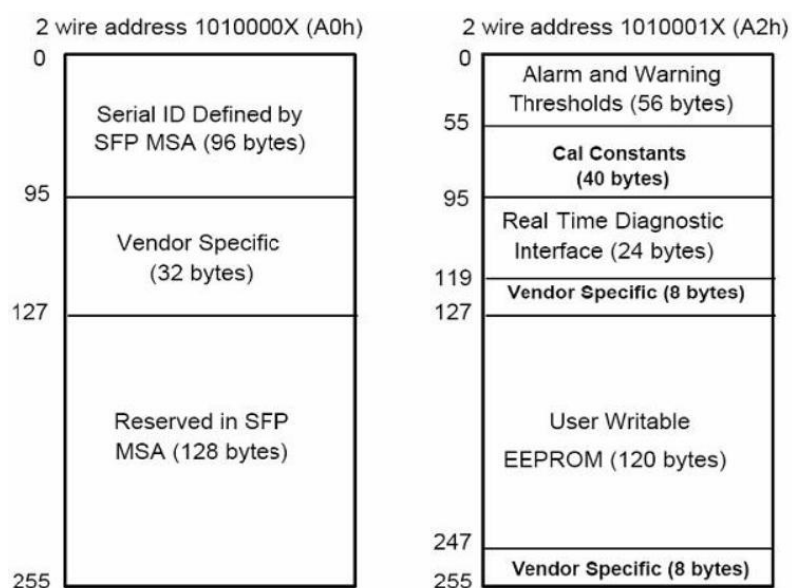 2 wire address 1010000X (A0h)
0
Serial ID Defined by
SFP MSA (96 bytes)
95
Vendor Specific
(32 bytes)
127
Reserved in SFP
MSA (128 bytes)
255
2 wire address 1010001X (A2h)
0
Alarm and Warning
Thresholds (56 bytes)
55
Cal Constants
(40 bytes)
95
Real Time Diagnostic
Interface (24 bytes)
119
Vendor Specific (8 bytes)
127
User Writable
EEPROM (120 bytes)
247
Vendor Specific (8 bytes)
255